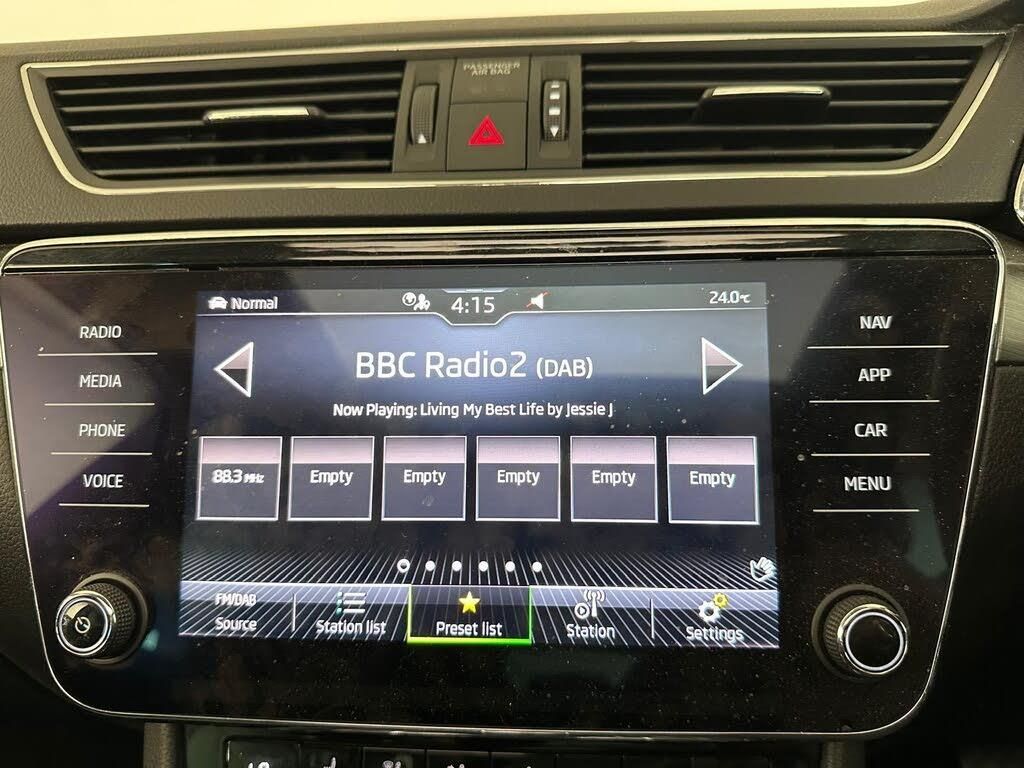 PASSENGER
AIR BAG
Normal
4:15
24.0°C
RADIO
MEDIA
PHONE
VOICE
BBC Radio2 (DAB)
Now Playing: Living My Best Life by Jessie J
88.3 MHz
Empty
Empty
Empty
Empty
Empty
FM/DAB
Source
Station list
Preset list
Station
Settings
NAV
APP
CAR
MENU